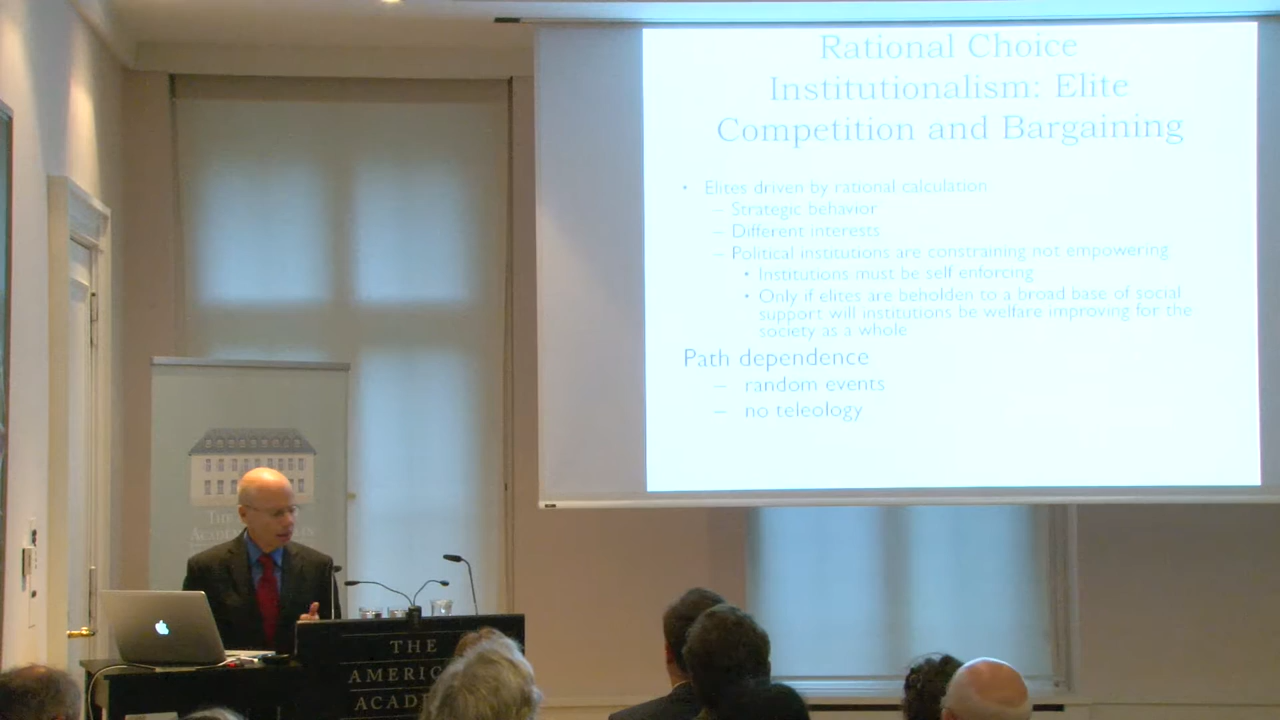 Rational Choice
Institutionalism: Elite
Competition and Bargaining
• Elites driven by rational calculation
– Strategic behavior
– Different interests
– Political institutions are constraining not empowering
• Institutions must be self enforcing
• Only if elites are beholden to a broad base of social
support will institutions be welfare improving for the
society as a whole
Path dependence
– random events
– no teleology
THE
THE